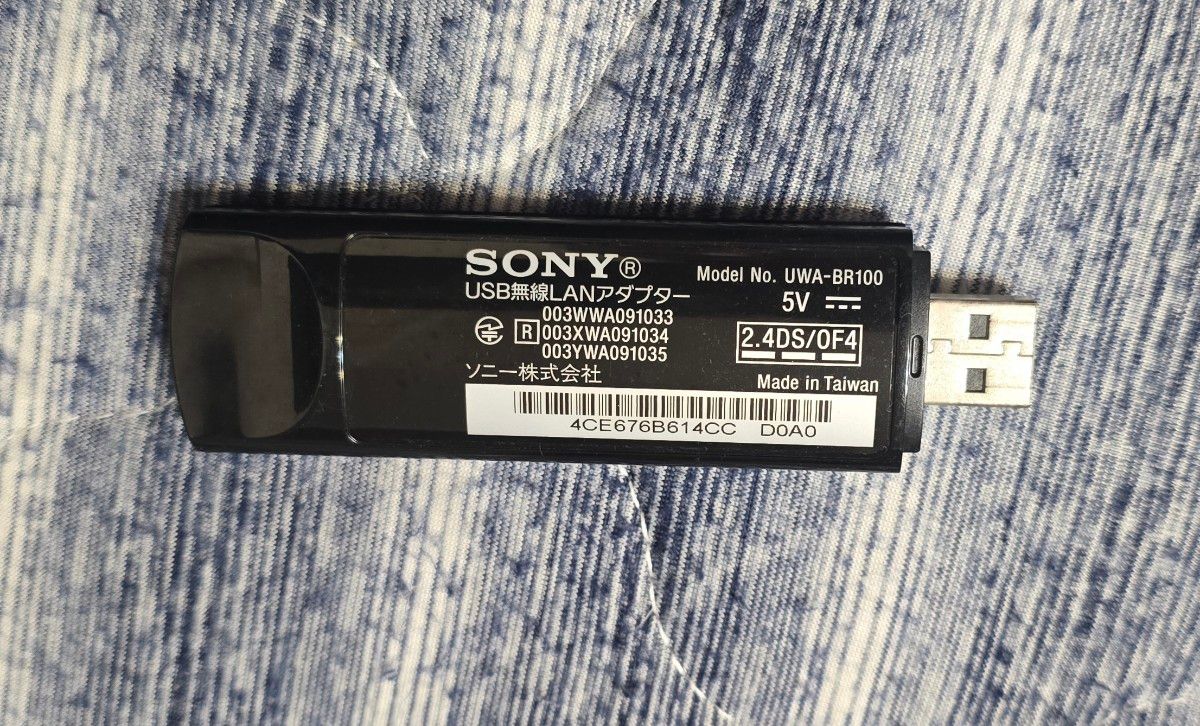 SONY®
Model No. UWA-BR100
USB無線LANアダプター
5V
003WWA091033
R 003XWA091034
003YWA091035
2.4DS/OF4
ソニー株式会社
Made in Taiwan
4CE676B614CC D0A0